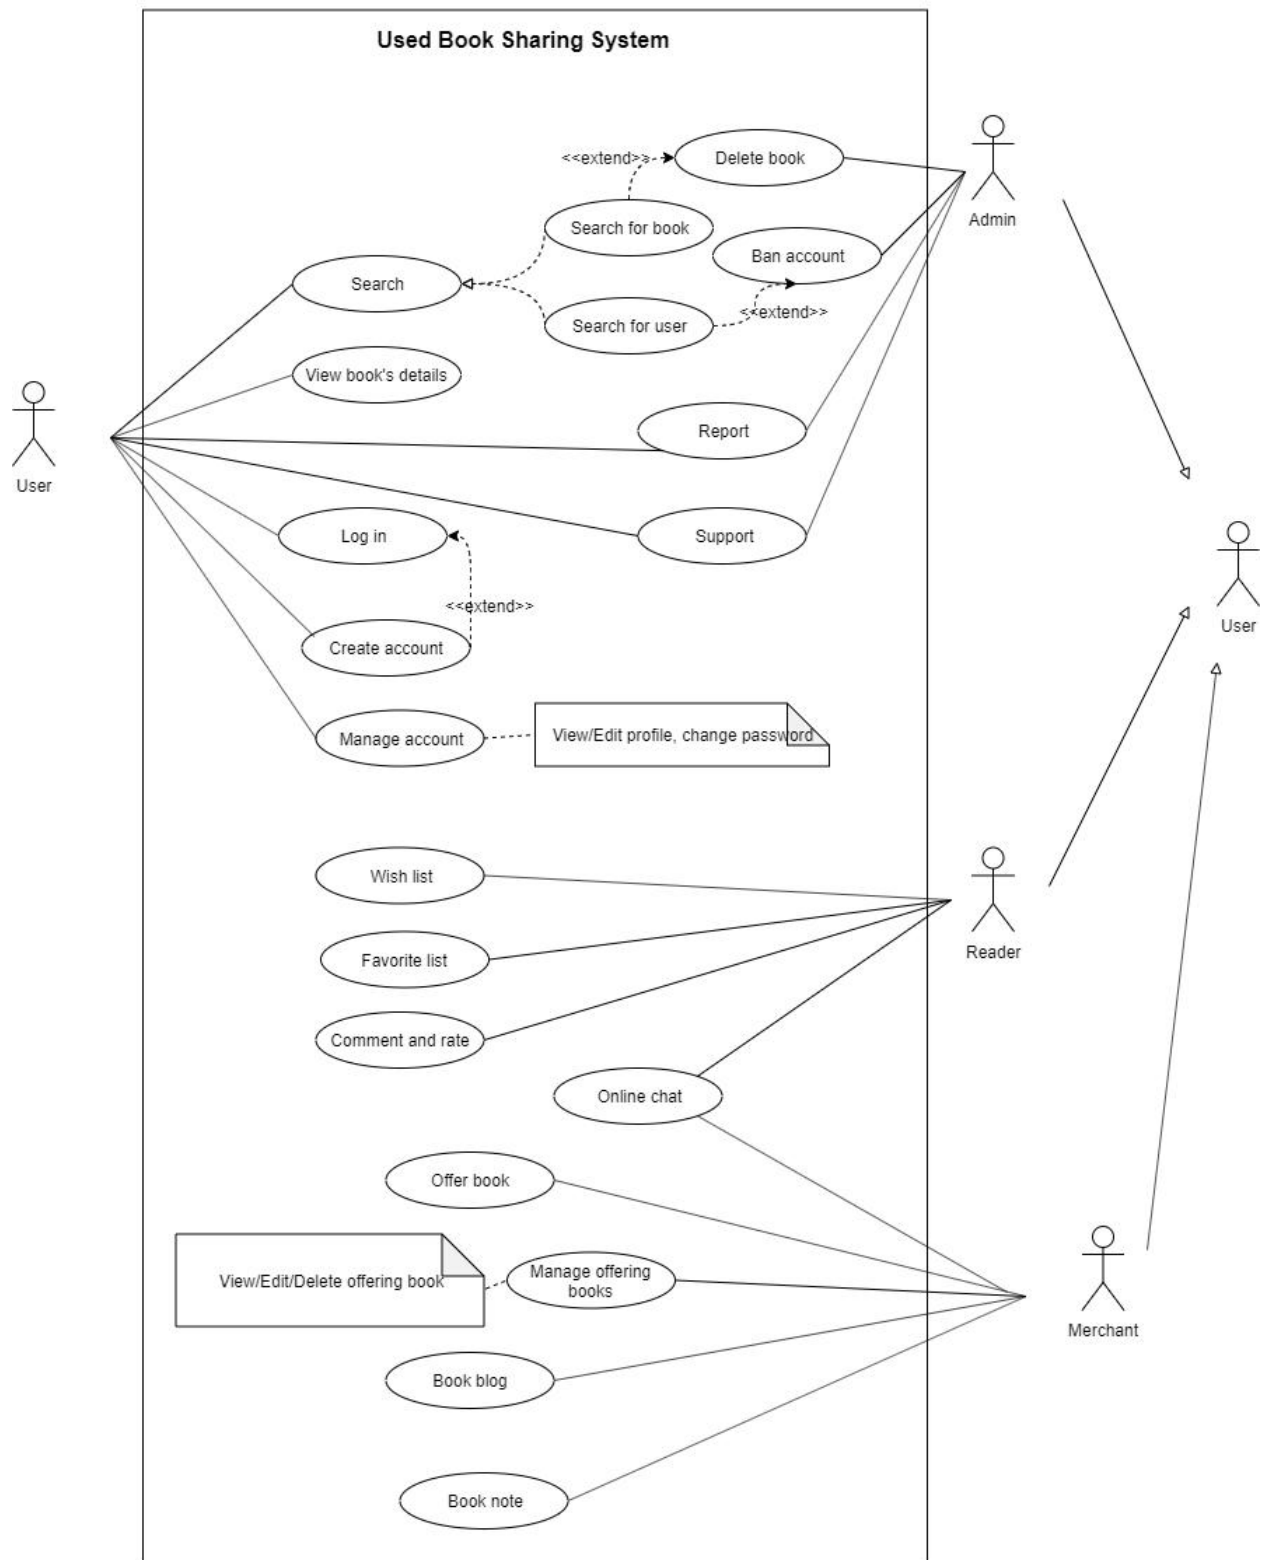 Used Book Sharing System
<<extend>>
Delete book
Admin
Search for book
Ban account
Search
<<extend>>
Search for user
View book's details
Report
User
Log in
Support
<<extend>>
User
Create account
Manage account
View/Edit profile, change password
Wish list
Reader
Favorite list
Comment and rate
Online chat
Offer book
View/Edit/Delete offering book
Manage offering
books
Merchant
Book blog
Book note